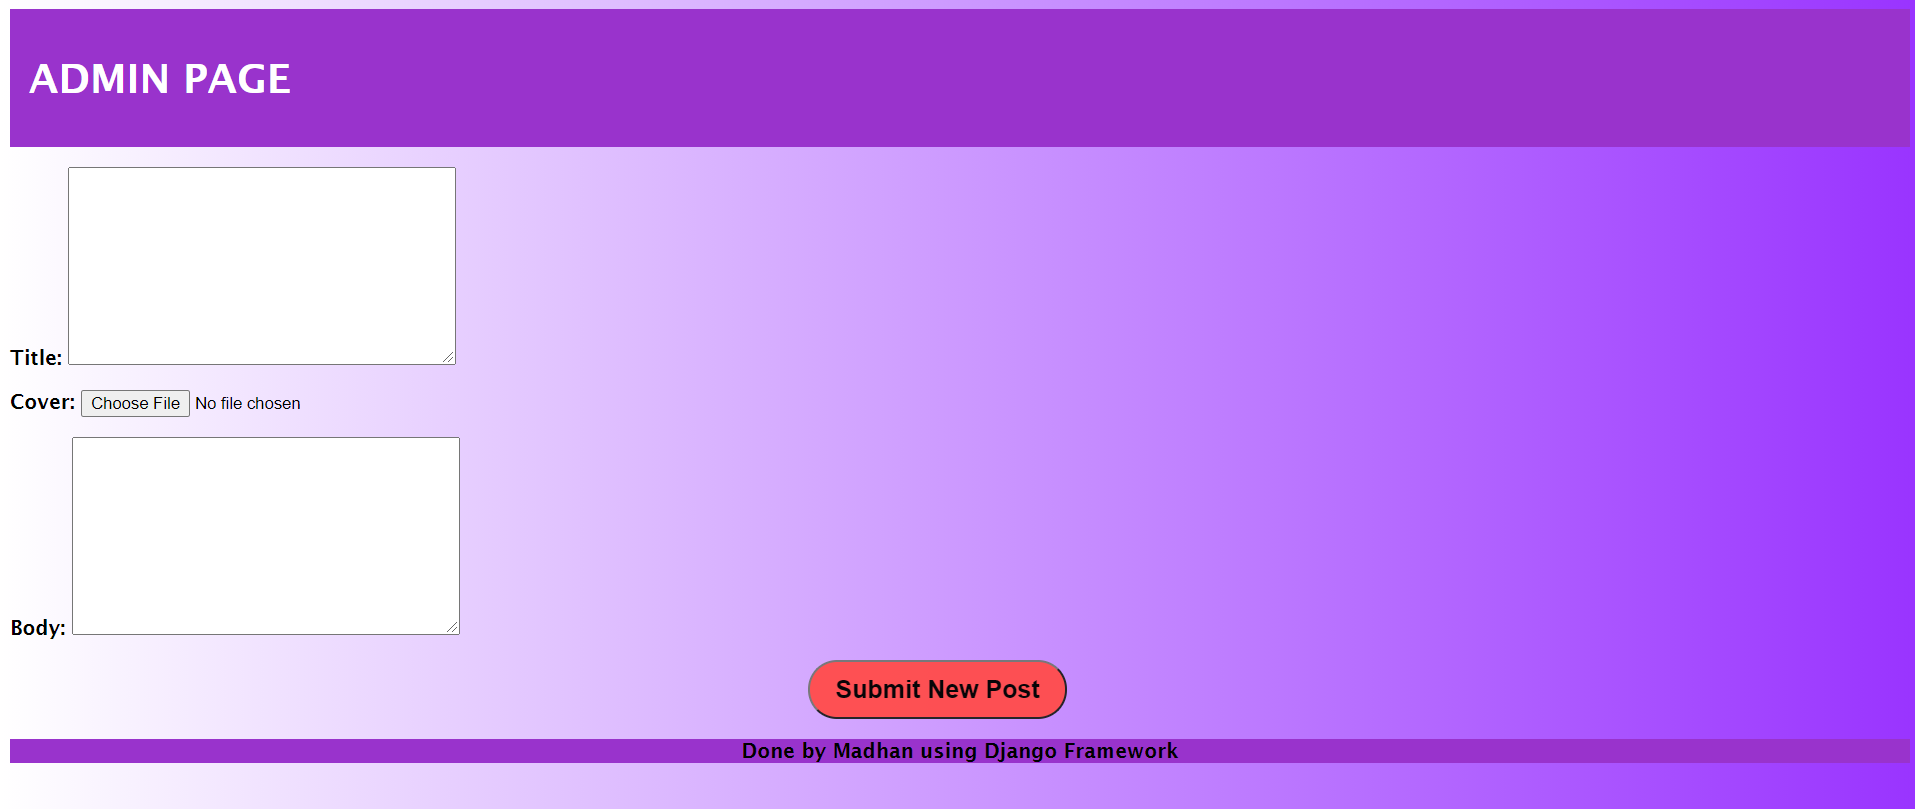 ADMIN PAGE
Title:
Cover: Choose File No file chosen
Body:
Submit New Post
Done by Madhan using Django Framework